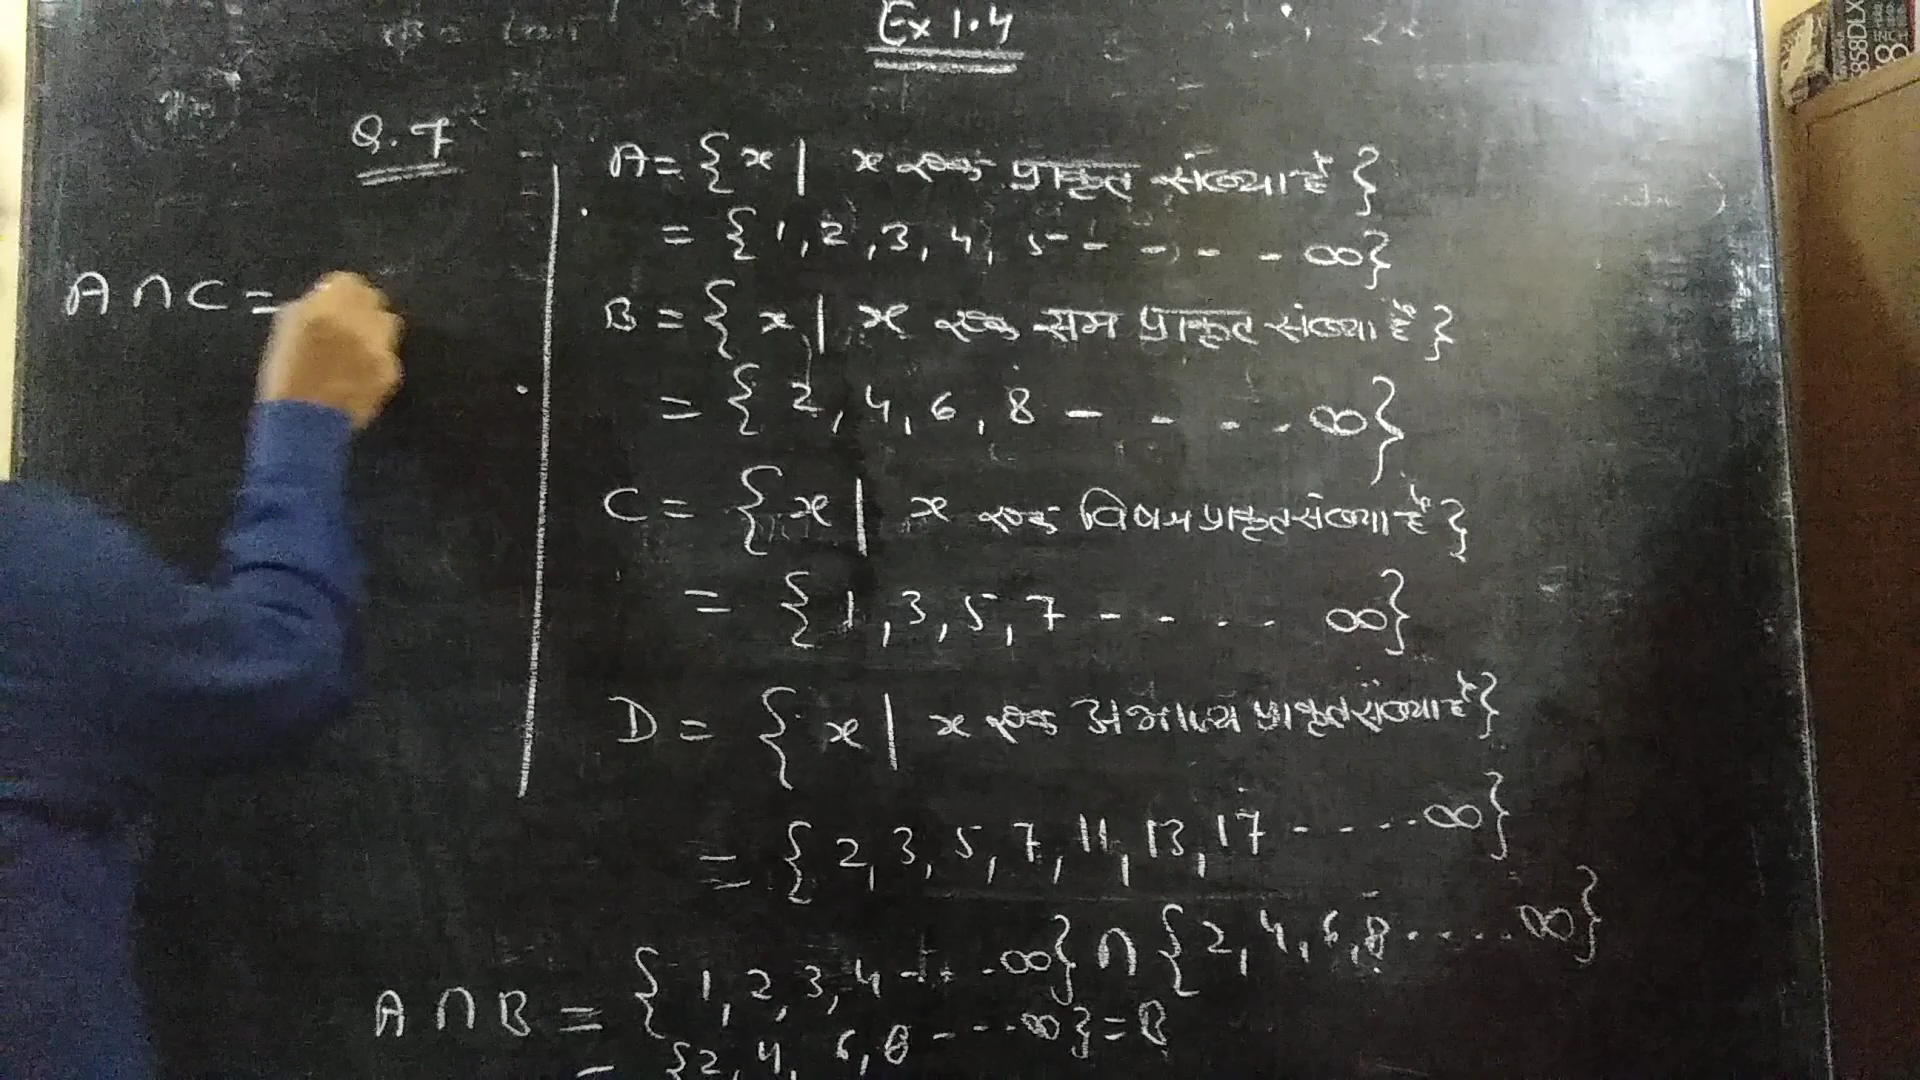 Ex 1.4
Q.7
A = {x | x एक प्राकृत संख्या है}
= {1, 2, 3, 4, 5 - - - - ∞}
A ∩ C =
B = {x | x एक सम प्राकृत संख्या है}
= {2, 4, 6, 8 - - - - ∞}
C = {x | x एक विषम प्राकृत संख्या है}
= {1, 3, 5, 7 - - - - ∞}
D = {x | x एक अभाज्य प्राकृत संख्या है}
= {2, 3, 5, 7, 11, 13, 17 - - - - ∞}
A ∩ B = {1, 2, 3, 4 - - - ∞} ∩ {2, 4, 6, 8 - - - - ∞}
= {2, 4, 6, 8 - - - ∞} = B
858DLX